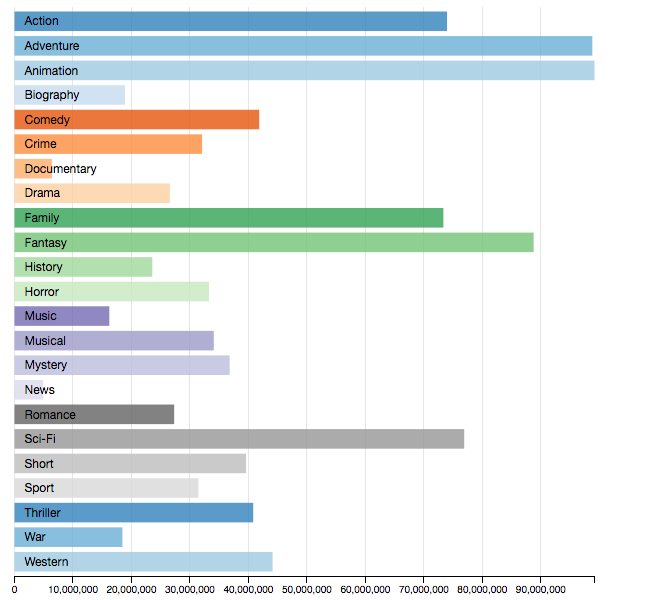 Action
Adventure
Animation
Biography
Comedy
Crime
Documentary
Drama
Family
Fantasy
History
Horror
Music
Musical
Mystery
News
Romance
Sci-Fi
Short
Sport
Thriller
War
Western
0 10,000,000 20,000,000 30,000,000 40,000,000 50,000,000 60,000,000 70,000,000 80,000,000 90,000,000